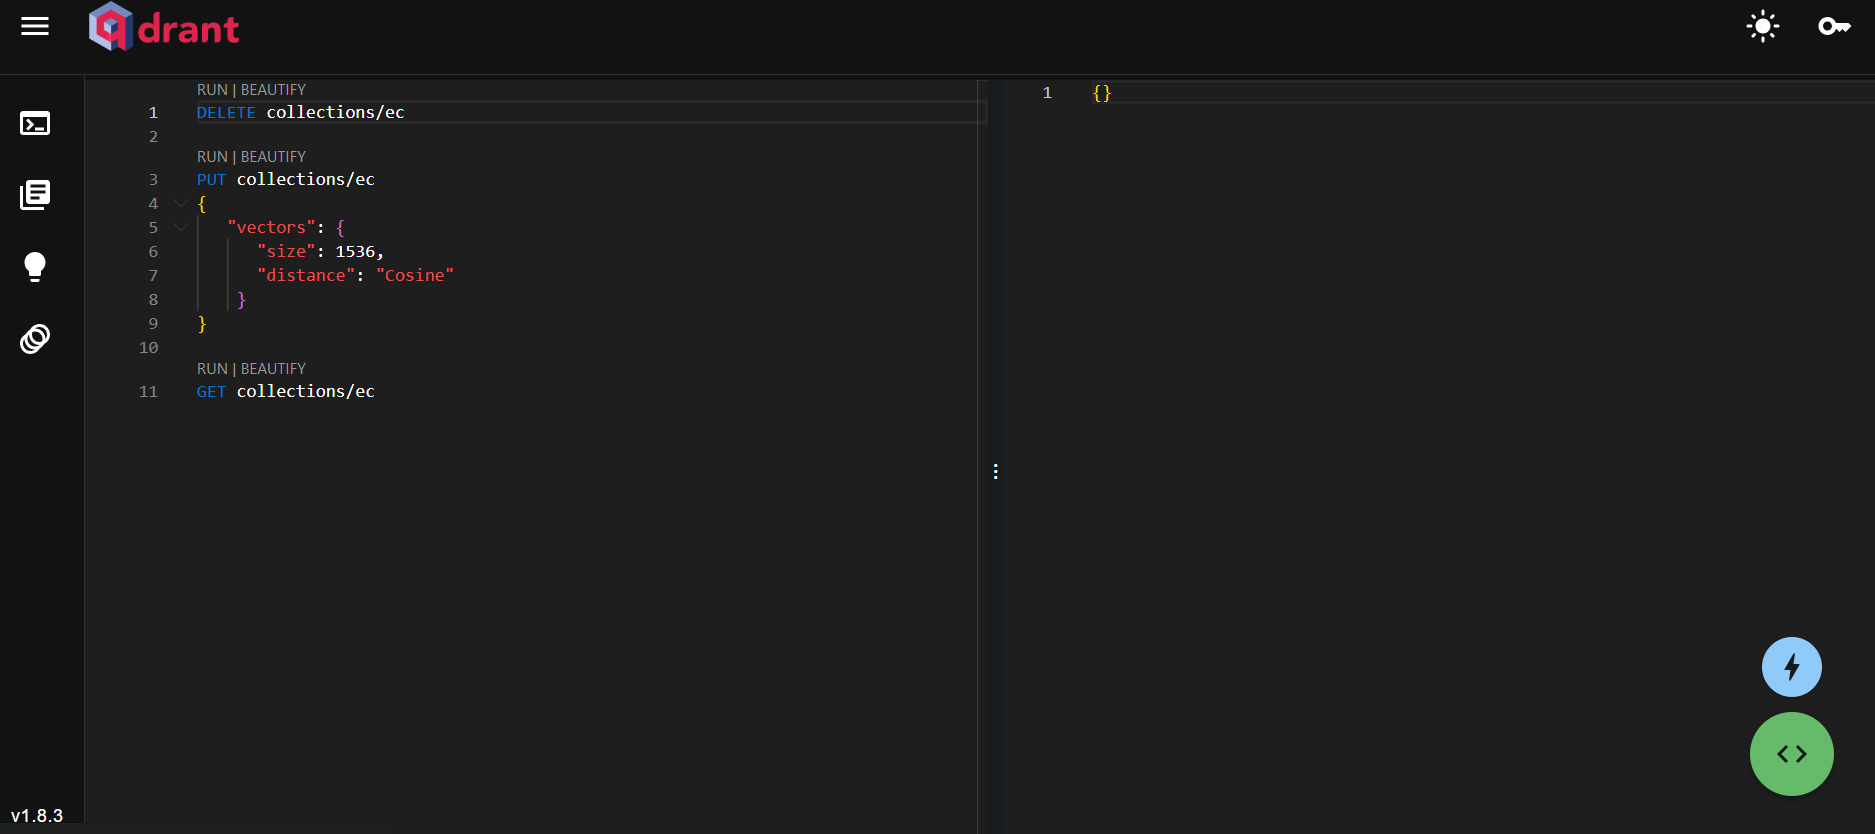 qdrant
RUN | BEAUTIFY
1 DELETE collections/ec
2
RUN | BEAUTIFY
3 PUT collections/ec
4 {
5 "vectors": {
6 "size": 1536,
7 "distance": "Cosine"
8 }
9 }
10
RUN | BEAUTIFY
11 GET collections/ec
1 {}
v1.8.3